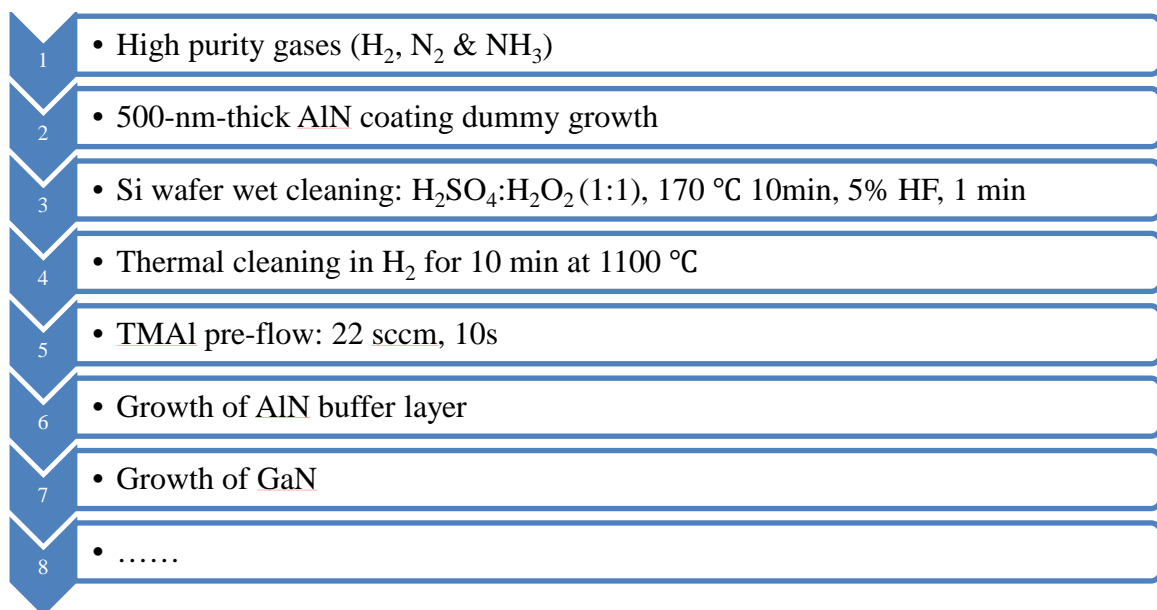 1 • High purity gases (H₂, N₂ & NH₃)
2 • 500-nm-thick AlN coating dummy growth
3 • Si wafer wet cleaning: H₂SO₄:H₂O₂ (1:1), 170 ℃ 10min, 5% HF, 1 min
4 • Thermal cleaning in H₂ for 10 min at 1100 ℃
5 • TMAl pre-flow: 22 sccm, 10s
6 • Growth of AlN buffer layer
7 • Growth of GaN
8 • ……